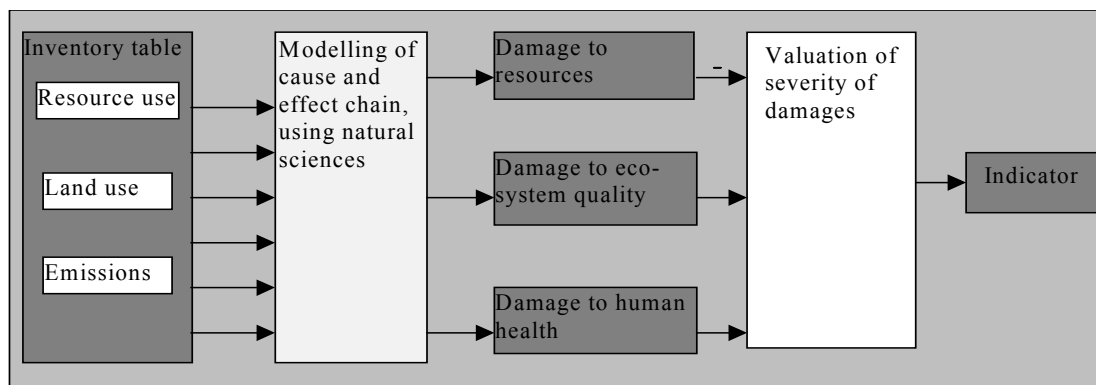 Inventory table
Resource use
Land use
Emissions
Modelling of
cause and
effect chain,
using natural
sciences
Damage to
resources
Damage to eco-
system quality
Damage to human
health
-
Valuation of
severity of
damages
Indicator